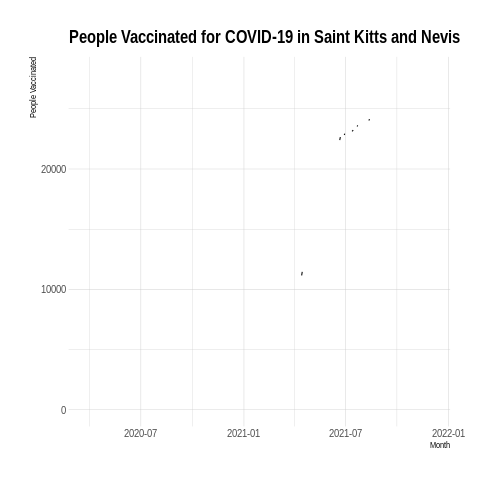 People Vaccinated for COVID-19 in Saint Kitts and Nevis
People Vaccinated
20000
10000
0
2020-07
2021-01
2021-07
2022-01
Month